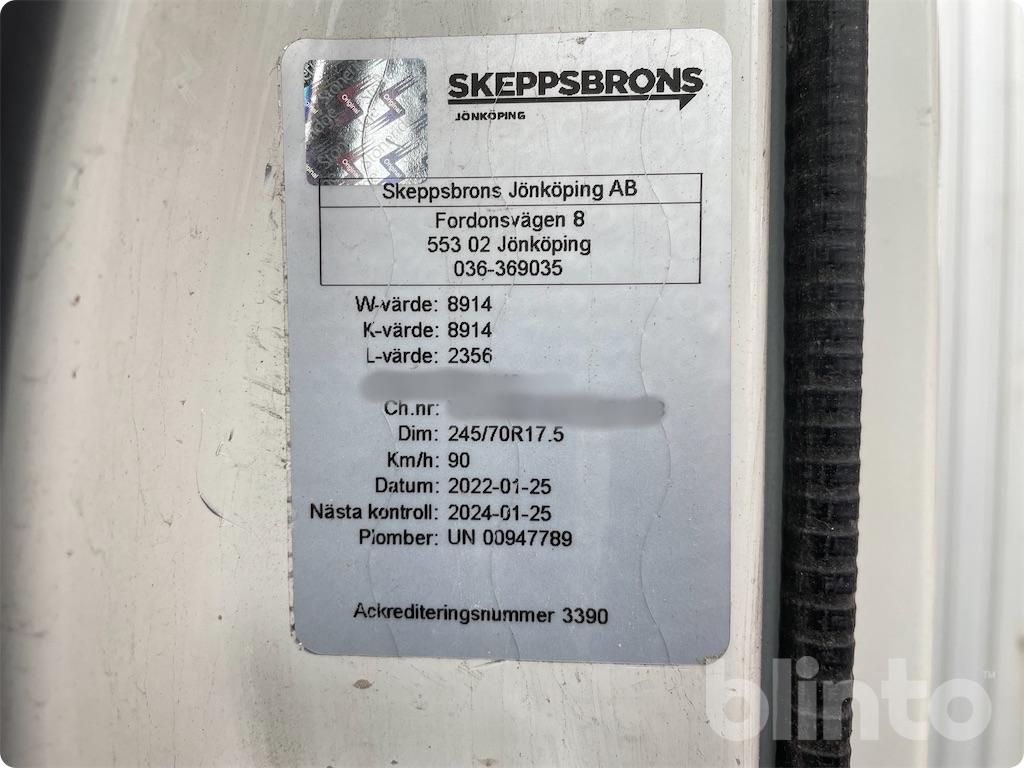 SKEPPSBRONS
JÖNKÖPING
Skeppsbrons Jönköping AB
Fordonsvägen 8
553 02 Jönköping
036-369035
W-värde: 8914
K-värde: 8914
L-värde: 2356
Ch.nr:
Dim: 245/70R17.5
Km/h: 90
Datum: 2022-01-25
Nästa kontroll: 2024-01-25
Plomber: UN 00947789
Ackrediteringsnummer 3390
blinto™